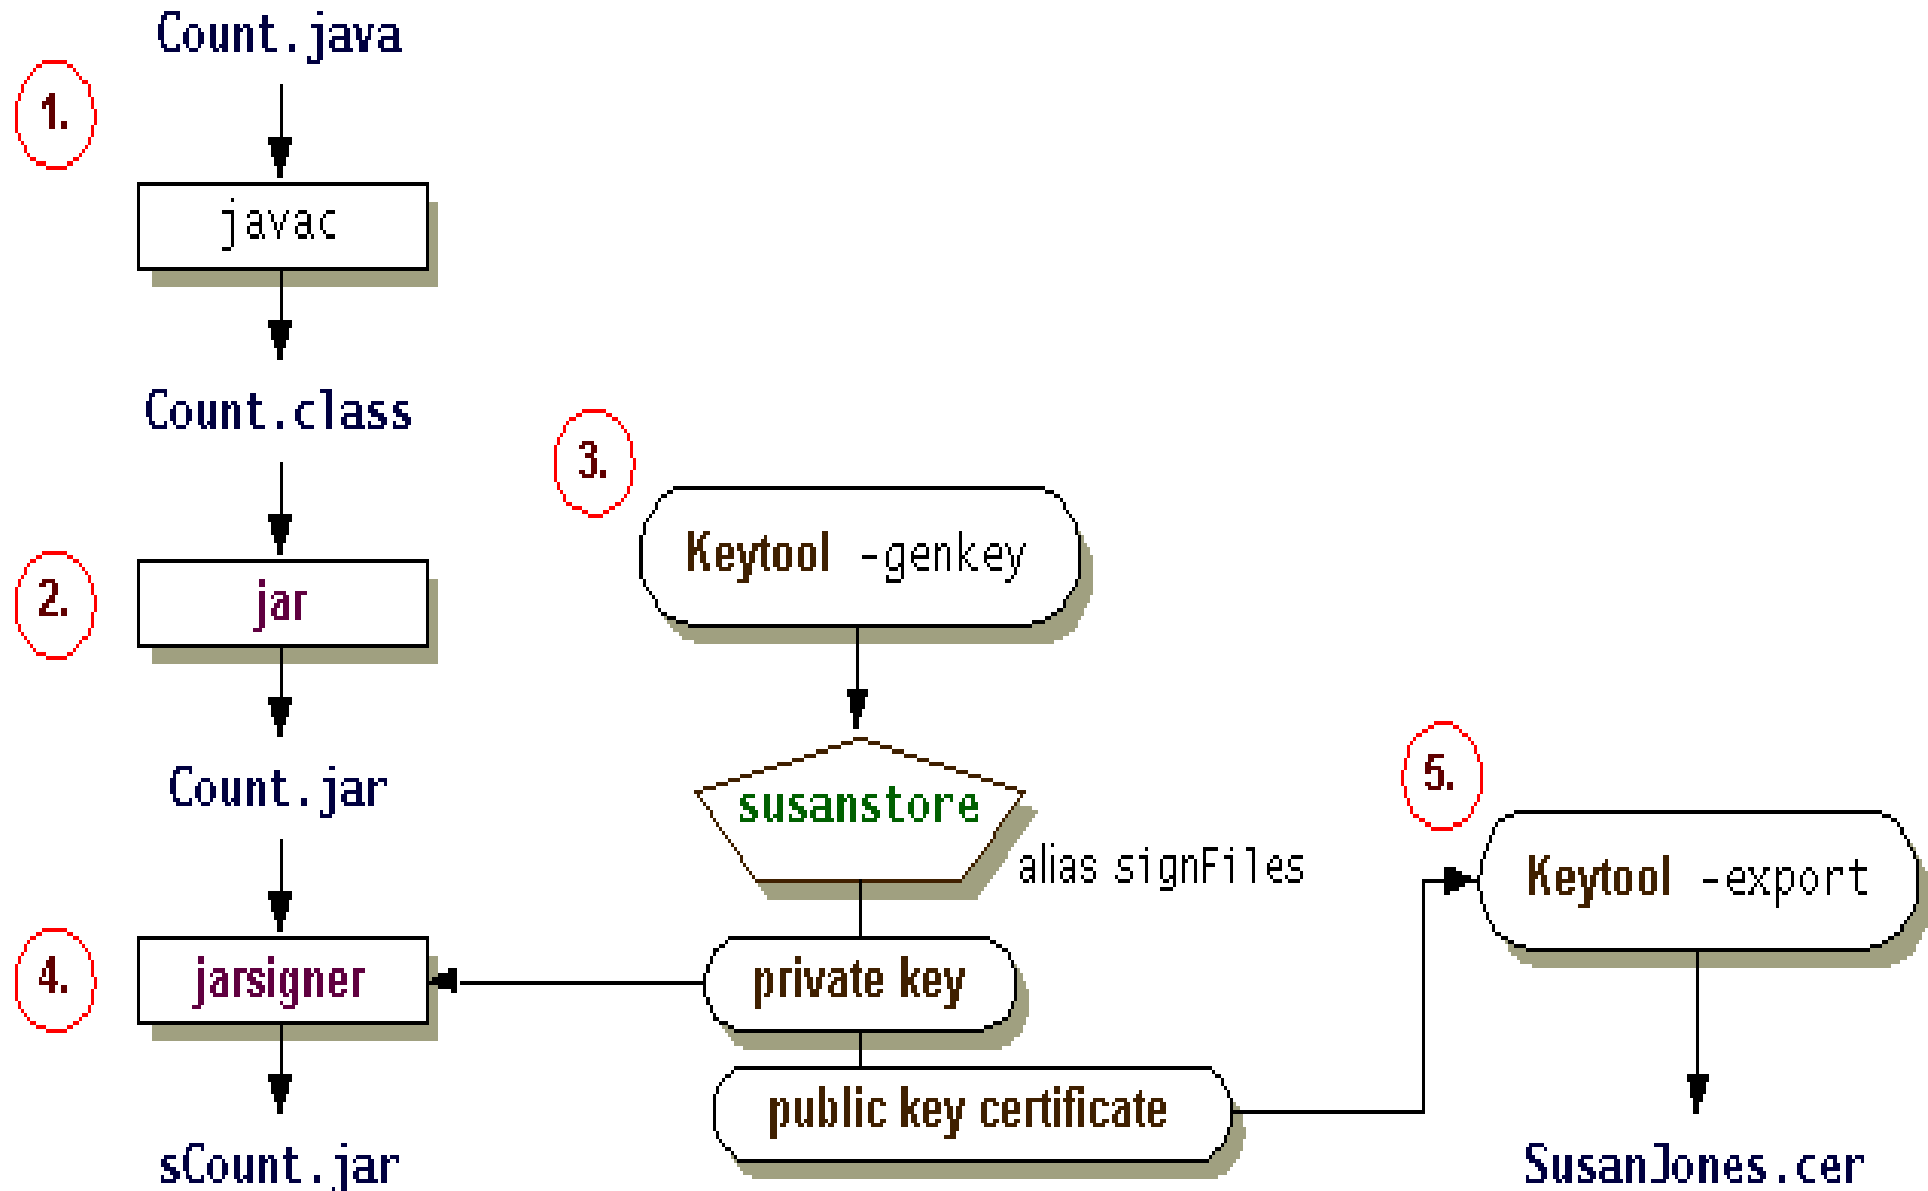 Count.java
1.
javac
Count.class
3.
Keytool -genkey
2.
jar
Count.jar
susanstore
alias signFiles
5.
Keytool -export
4.
jarsigner
private key
public key certificate
sCount.jar
SusanJones.cer